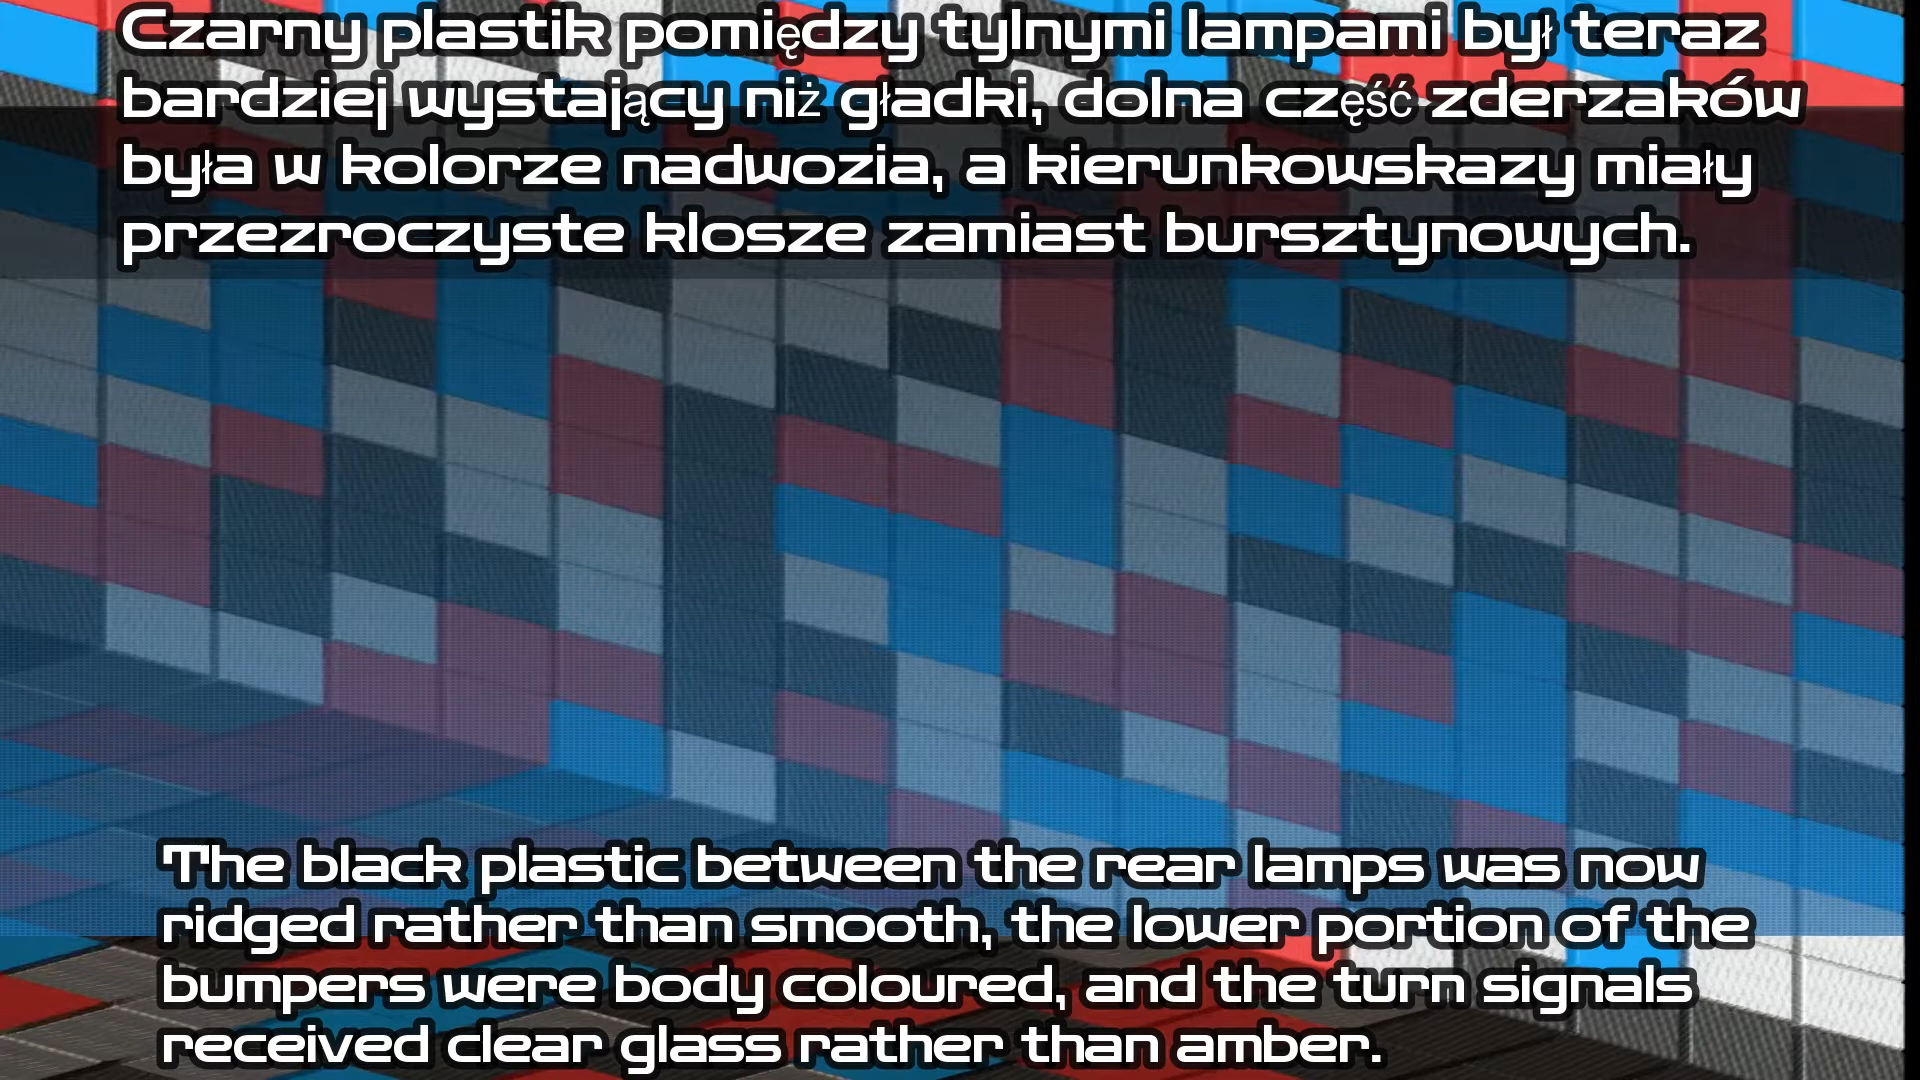 Czarny plastik pomiędzy tylnymi lampami był teraz
bardziej wystający niż gładki, dolna część zderzaków
była w kolorze nadwozia, a kierunkowskazy miały
przezroczyste klosze zamiast bursztynowych.
The black plastic between the rear lamps was now
ridged rather than smooth, the lower portion of the
bumpers were body coloured, and the turn signals
received clear glass rather than amber.